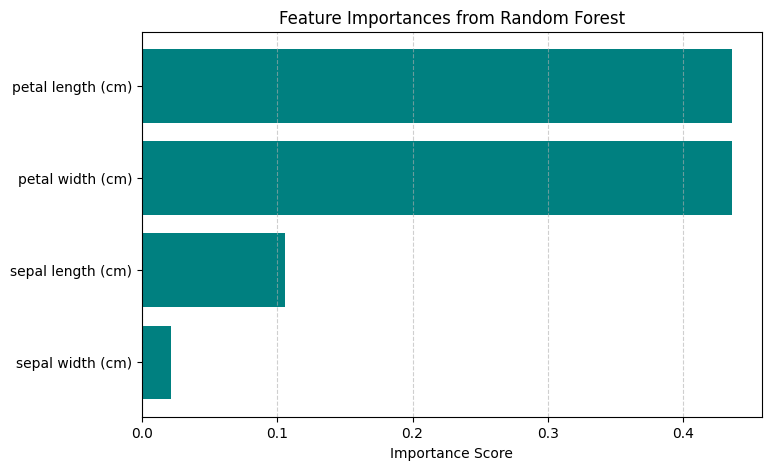 Feature Importances from Random Forest
petal length (cm)
petal width (cm)
sepal length (cm)
sepal width (cm)
0.0 0.1 0.2 0.3 0.4
Importance Score